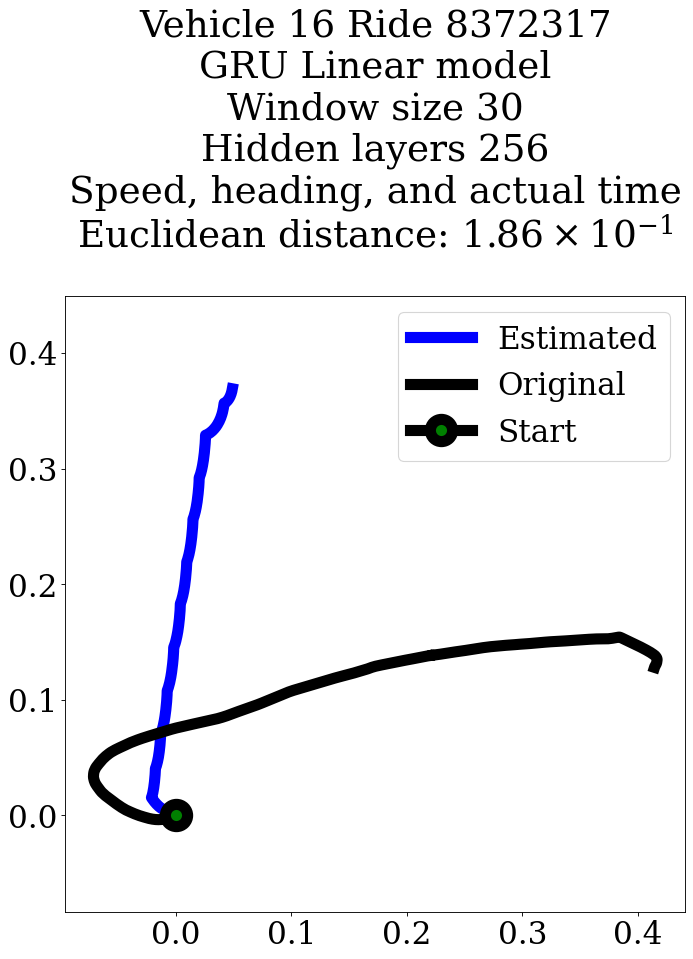 Vehicle 16 Ride 8372317
GRU Linear model
Window size 30
Hidden layers 256
Speed, heading, and actual time
Euclidean distance: 1.86 × 10⁻¹
Estimated
Original
Start
0.4
0.3
0.2
0.1
0.0
0.0 0.1 0.2 0.3 0.4